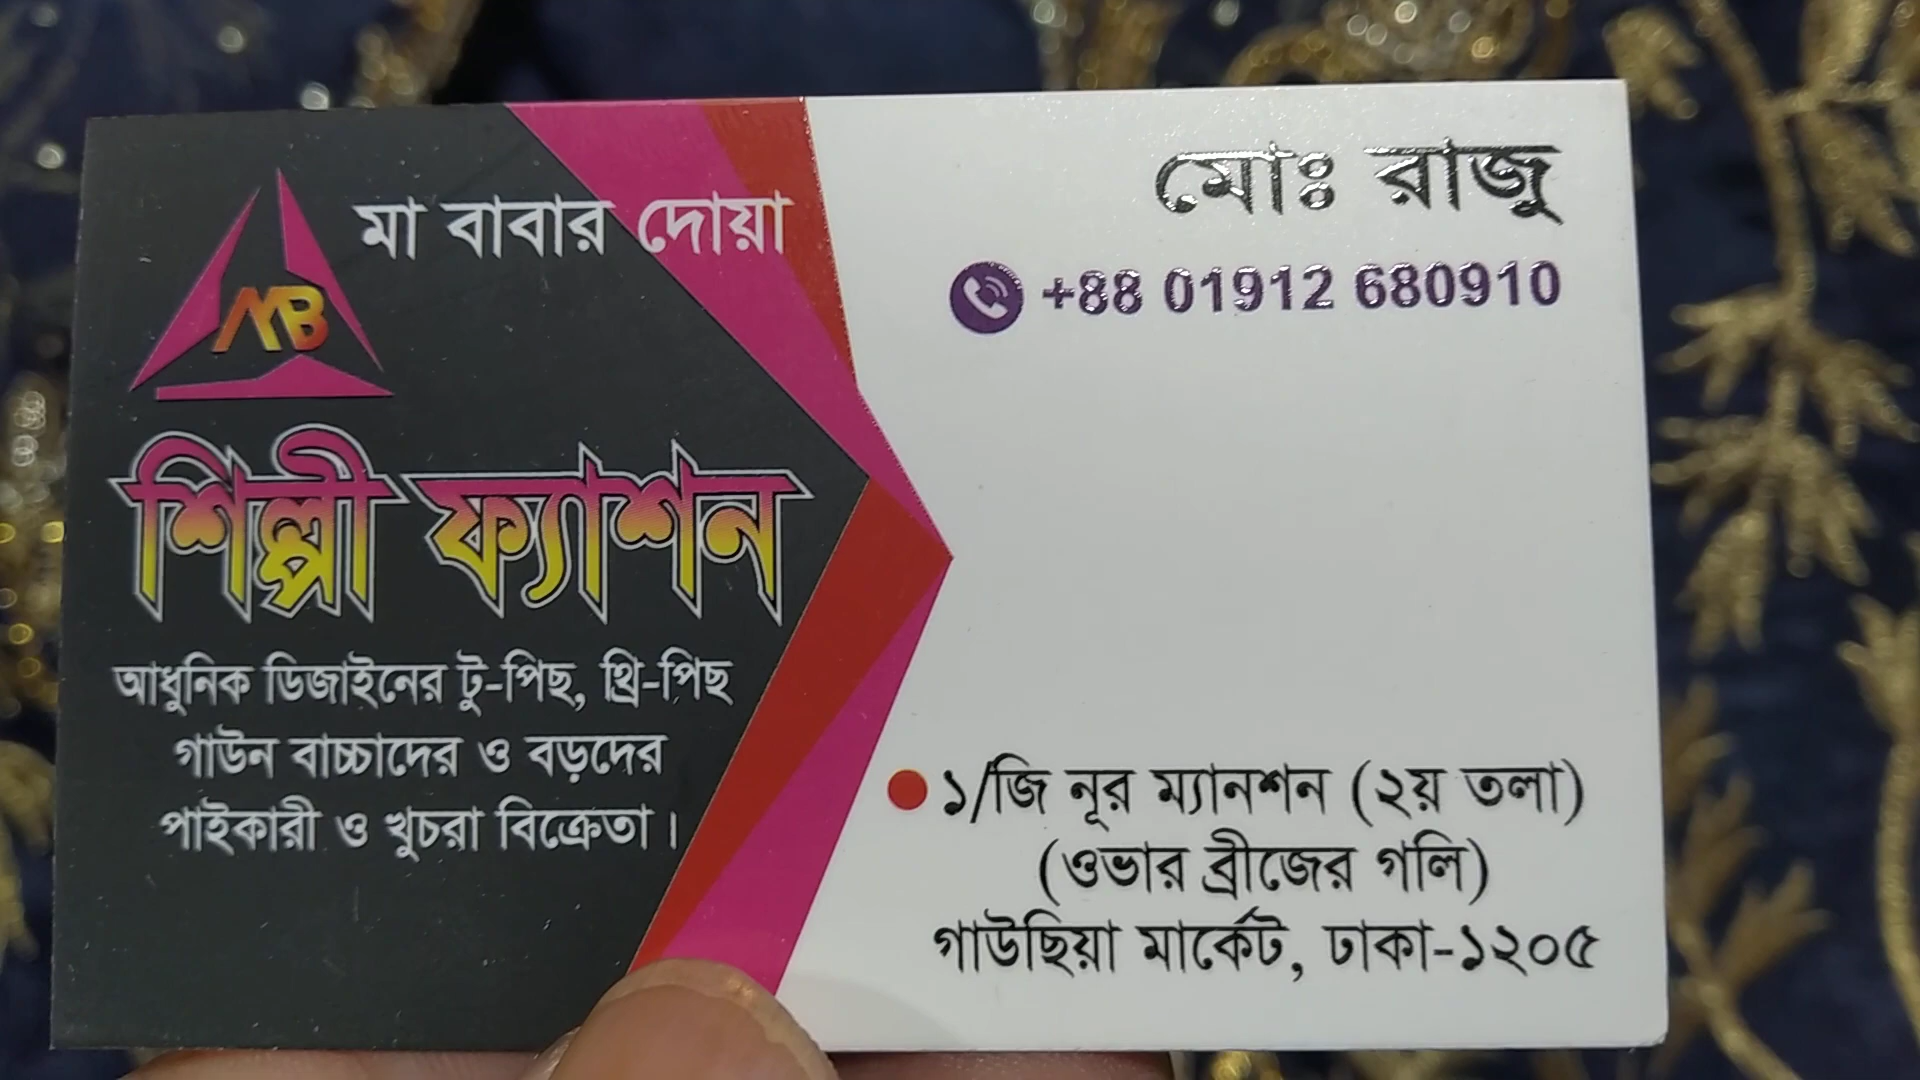 মা বাবার দোয়া
MB
শিল্পী ফ্যাশন
আধুনিক ডিজাইনের টু-পিছ, থ্রি-পিছ
গাউন বাচ্চাদের ও বড়দের
পাইকারী ও খুচরা বিক্রেতা।
মোঃ রাজু
+88 01912 680910
১/জি নূর ম্যানশন (২য় তলা)
(ওভার ব্রীজের গলি)
গাউছিয়া মার্কেট, ঢাকা-১২০৫